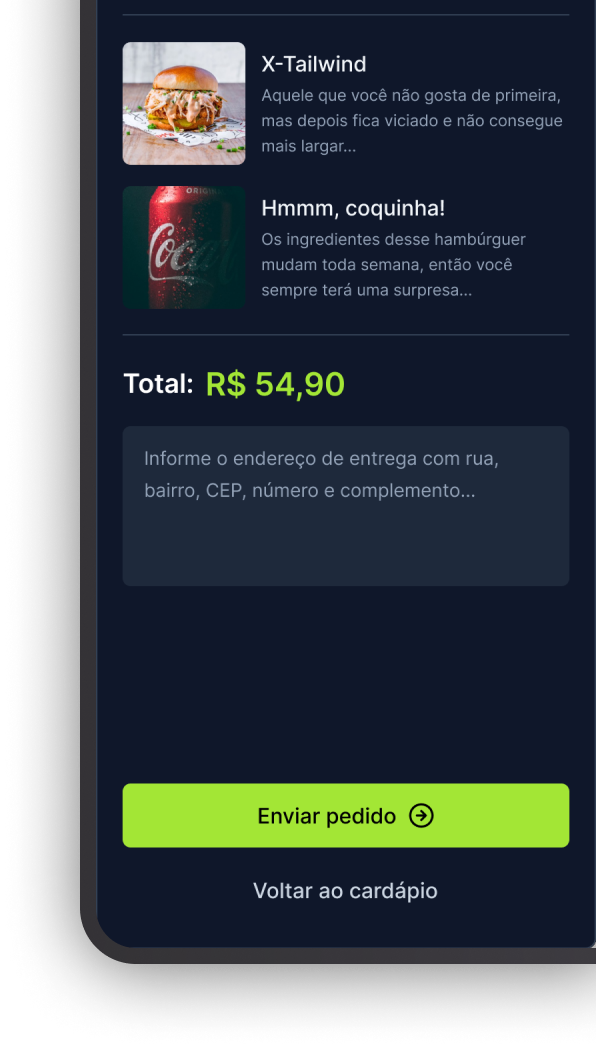 X-Tailwind
Aquele que você não gosta de primeira,
mas depois fica viciado e não consegue
mais largar...
Hmmm, coquinha!
Os ingredientes desse hambúrguer
mudam toda semana, então você
sempre terá uma surpresa...
Total: R$ 54,90
Informe o endereço de entrega com rua,
bairro, CEP, número e complemento...
Enviar pedido
Voltar ao cardápio